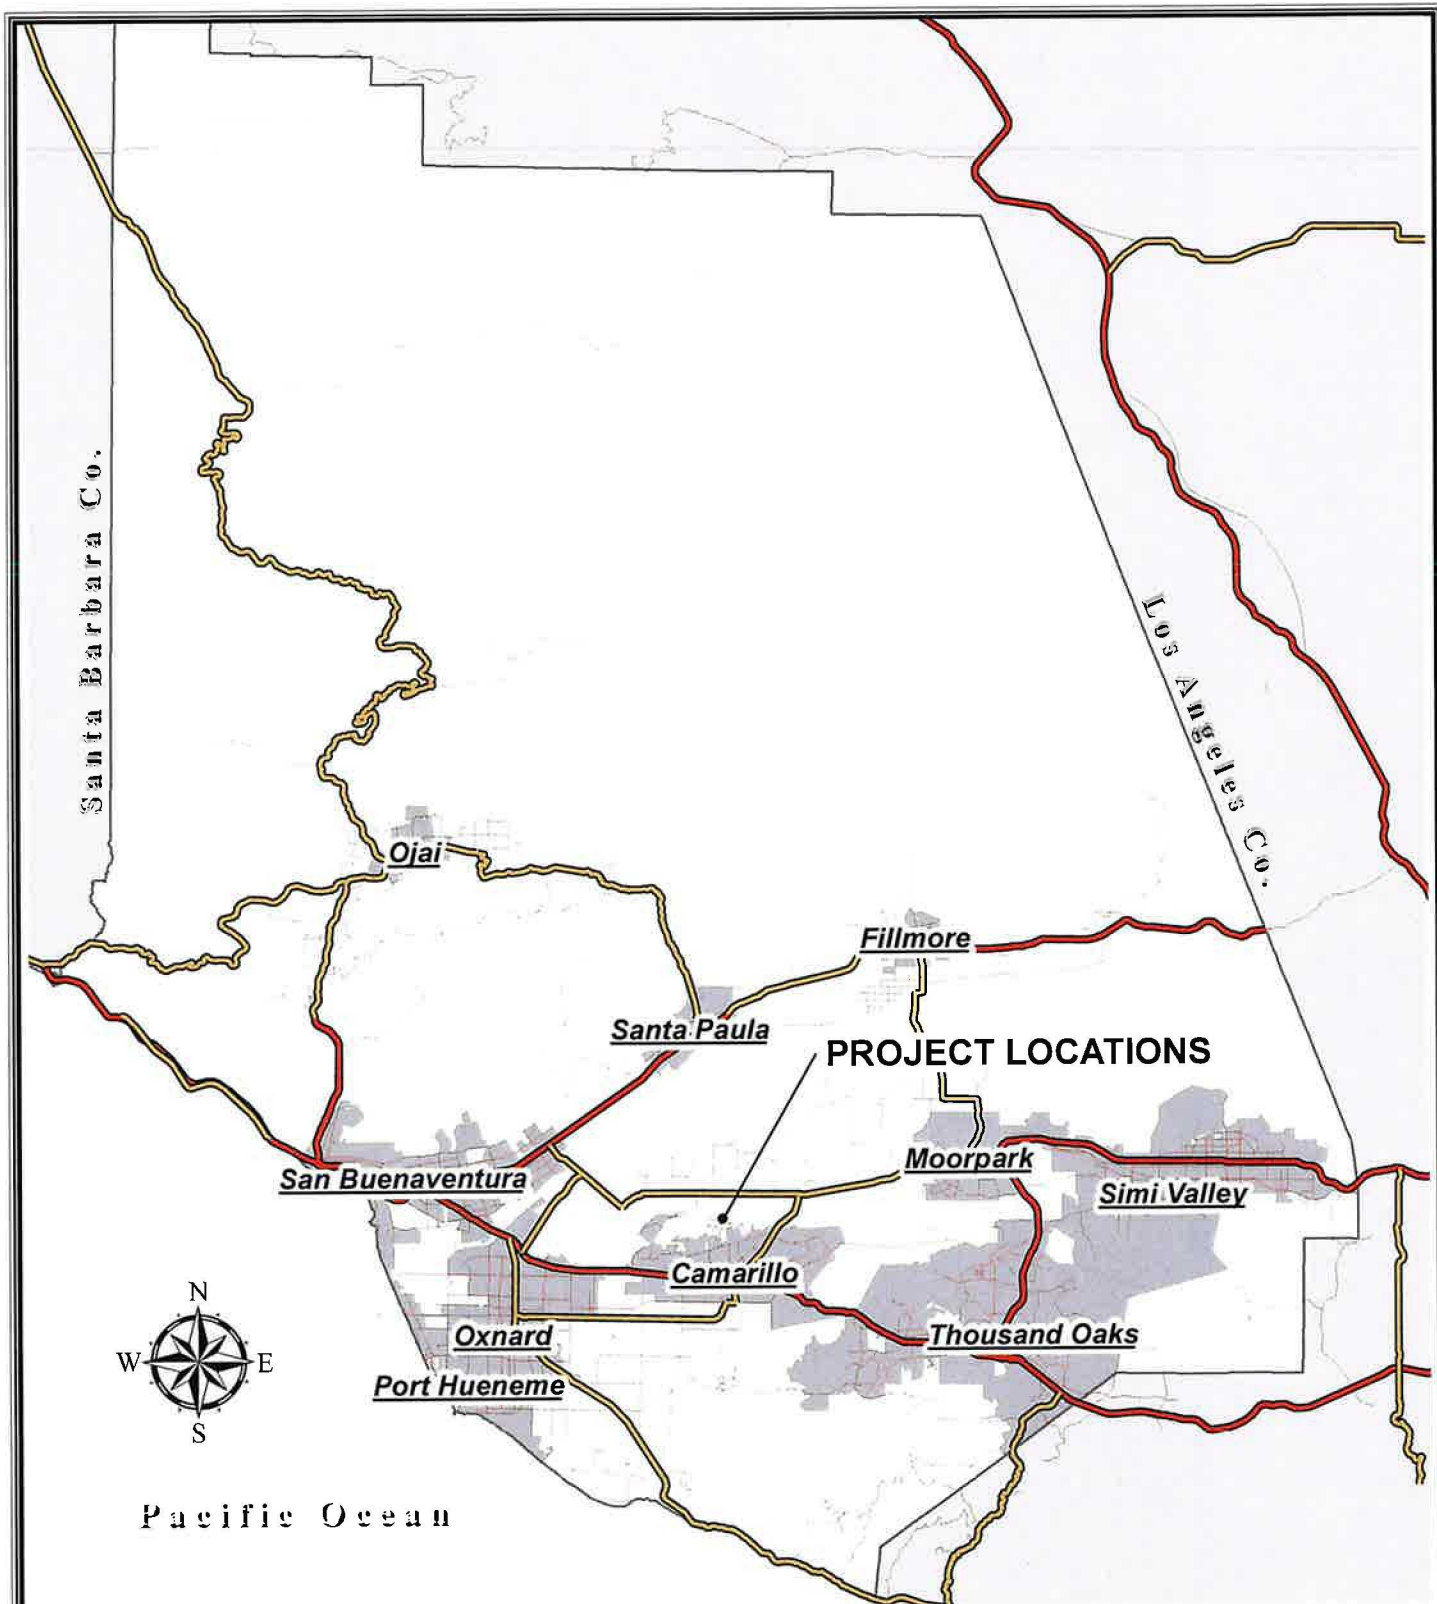 Santa Barbara Co.
Los Angeles Co.
Ojai
Fillmore
Santa Paula
PROJECT LOCATIONS
Moorpark
San Buenaventura
Simi Valley
Camarillo
N
W E
S
Oxnard
Thousand Oaks
Port Hueneme
Pacific Ocean